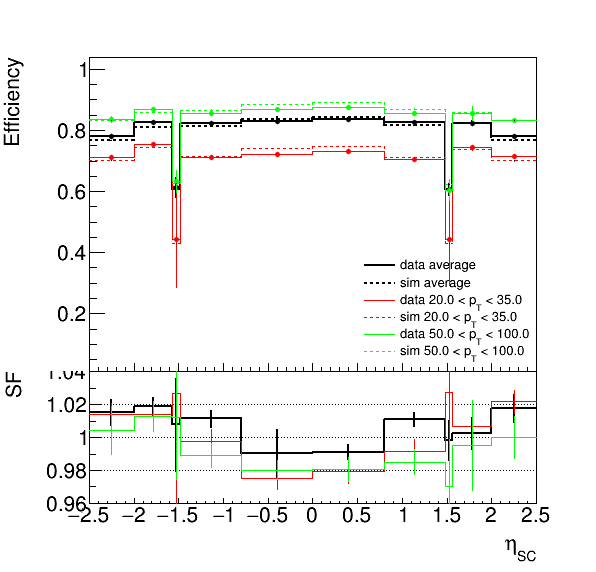 Efficiency
1
0.8
0.6
0.4
0.2
data average
sim average
data 20.0 < p_T < 35.0
sim 20.0 < p_T < 35.0
data 50.0 < p_T < 100.0
sim 50.0 < p_T < 100.0
SF
1.04
1.02
1
0.98
0.96
−2.5 −2 −1.5 −1 −0.5 0 0.5 1 1.5 2 2.5
η_SC